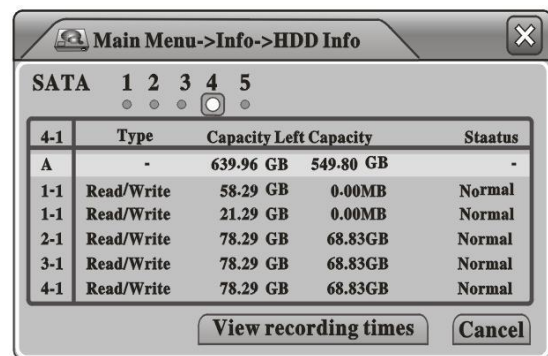 Main Menu->Info->HDD Info
SATA 1 2 3 4 5
4-1 Type Capacity Left Capacity Staatus
A - 639.96 GB 549.80 GB -
1-1 Read/Write 58.29 GB 0.00MB Normal
1-1 Read/Write 21.29 GB 0.00MB Normal
2-1 Read/Write 78.29 GB 68.83GB Normal
3-1 Read/Write 78.29 GB 68.83GB Normal
4-1 Read/Write 78.29 GB 68.83GB Normal
View recording times Cancel